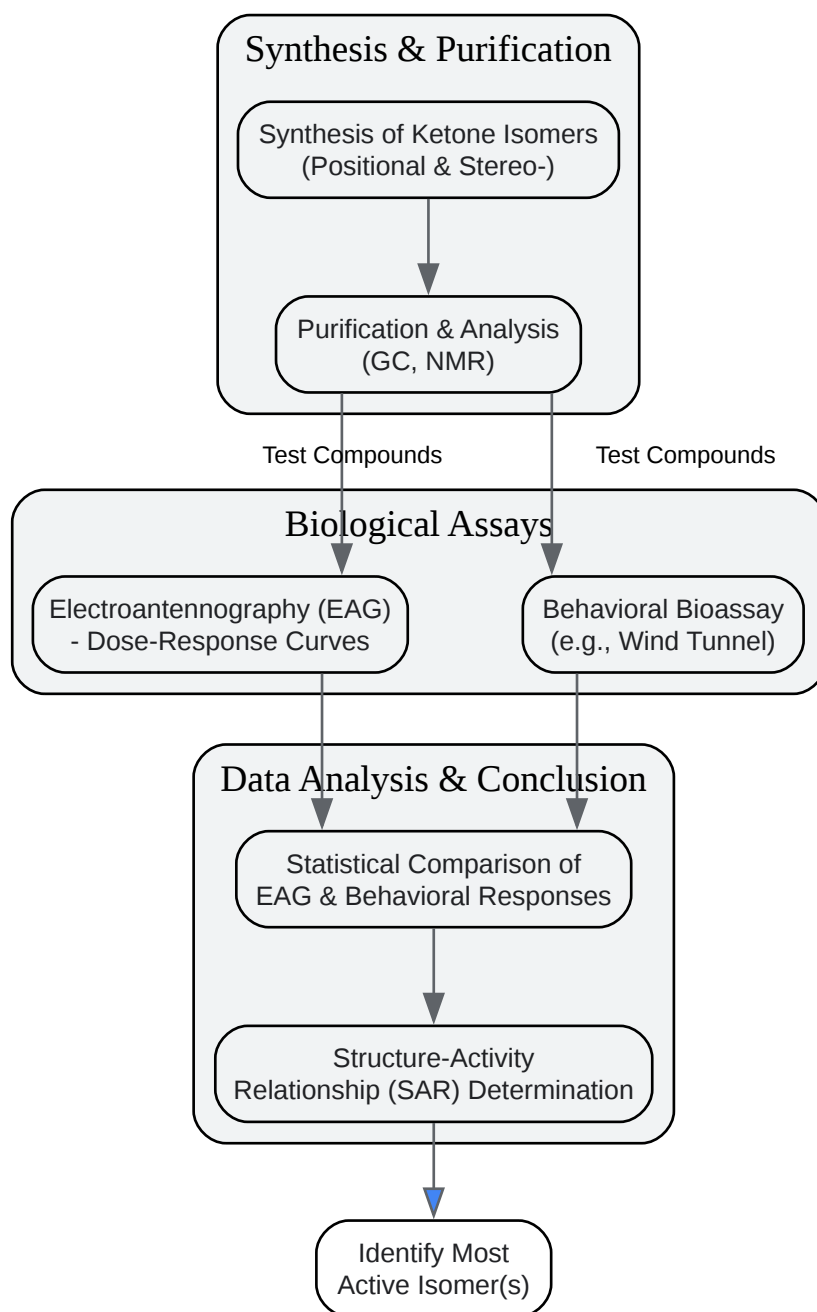 Synthesis & Purification
Synthesis of Ketone Isomers
(Positional & Stereo-)
Purification & Analysis
(GC, NMR)
Test Compounds
Test Compounds
Biological Assays
Electroantennography (EAG)
- Dose-Response Curves
Behavioral Bioassay
(e.g., Wind Tunnel)
Data Analysis & Conclusion
Statistical Comparison of
EAG & Behavioral Responses
Structure-Activity
Relationship (SAR) Determination
Identify Most
Active Isomer(s)